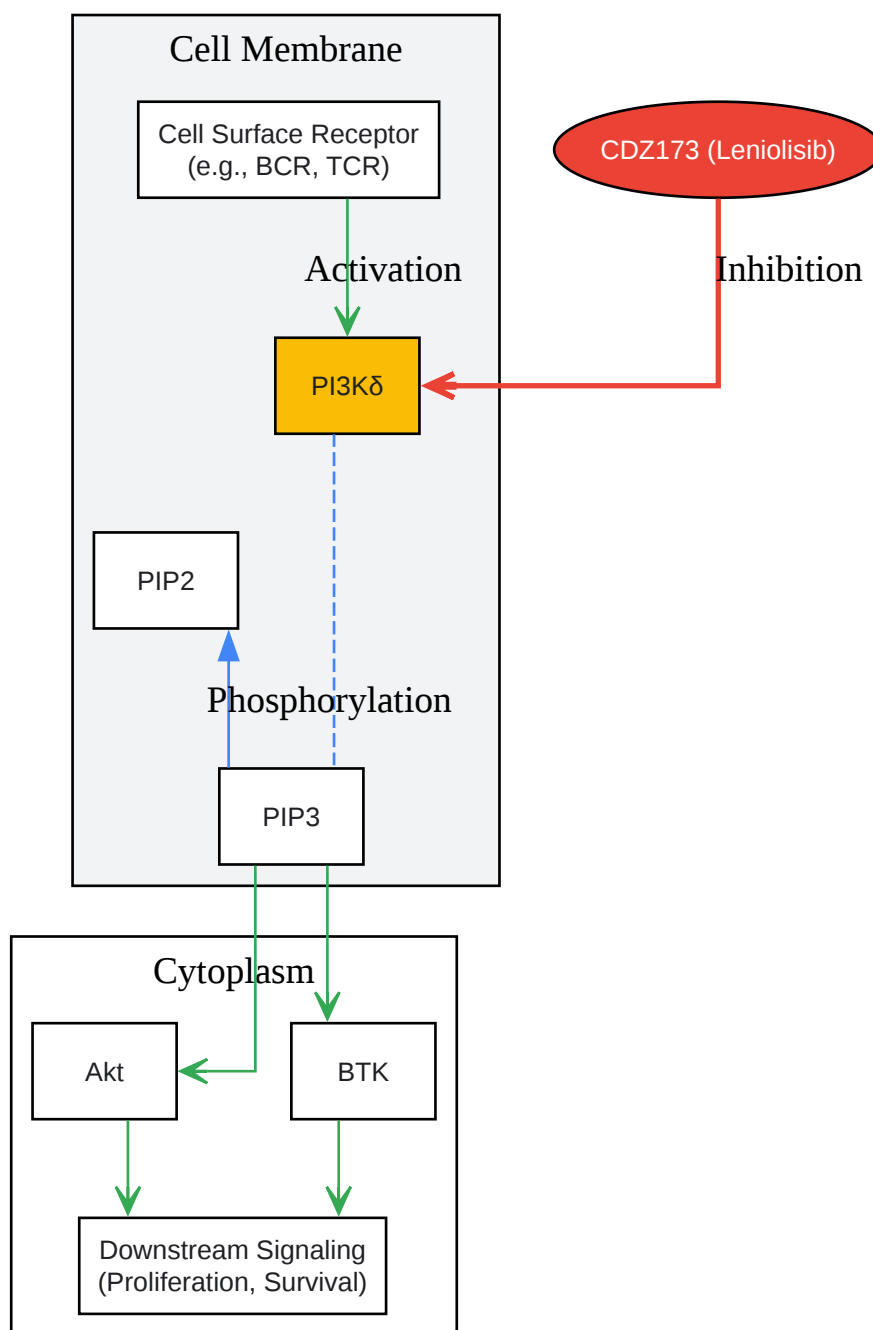 Cell Membrane
Cell Surface Receptor
(e.g., BCR, TCR)
CDZ173 (Leniolisib)
Activation
Inhibition
PI3Kδ
PIP2
Phosphorylation
PIP3
Cytoplasm
Akt
BTK
Downstream Signaling
(Proliferation, Survival)